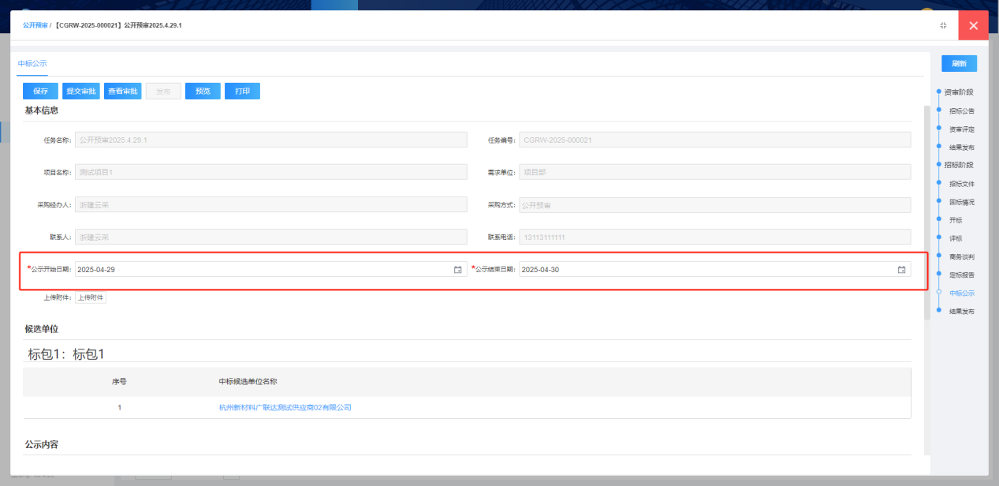 公开预审 / 【CGRW-2025-000021】公开预审2025.4.29.1
中标公示
刷新
保存 提交审批 查看审批 发布 预览 打印
基本信息
任务名称: 公开预审2025.4.29.1 任务编号: CGRW-2025-000021
项目名称: 测试项目1 需求单位: 项目部
采购经办人: 浙建云采 采购方式: 公开预审
联系人: 浙建云采 联系电话: 13113111111
*公示开始日期: 2025-04-29 *公示结束日期: 2025-04-30
上传附件: 上传附件
候选单位
标包1：标包1
序号 中标候选单位名称
1 杭州新材料广联达测试供应商02有限公司
公示内容
资审阶段
招标公告
资审评定
结果发布
招标阶段
招标文件
回标情况
开标
评标
商务谈判
定标报告
中标公示
结果发布